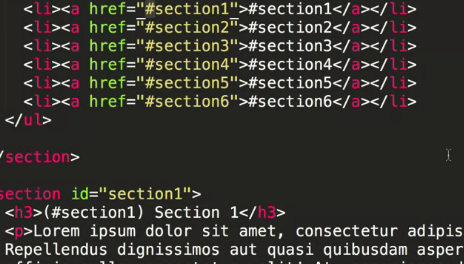 <li><a href="#section1">#section1</a></li>
<li><a href="#section2">#section2</a></li>
<li><a href="#section3">#section3</a></li>
<li><a href="#section4">#section4</a></li>
<li><a href="#section5">#section5</a></li>
<li><a href="#section6">#section6</a></li>
</ul>
/section>
section id="section1">
<h3>(#section1) Section 1</h3>
<p>Lorem ipsum dolor sit amet, consectetur adipis
Repellendus dignissimos aut quasi quibusdam asper